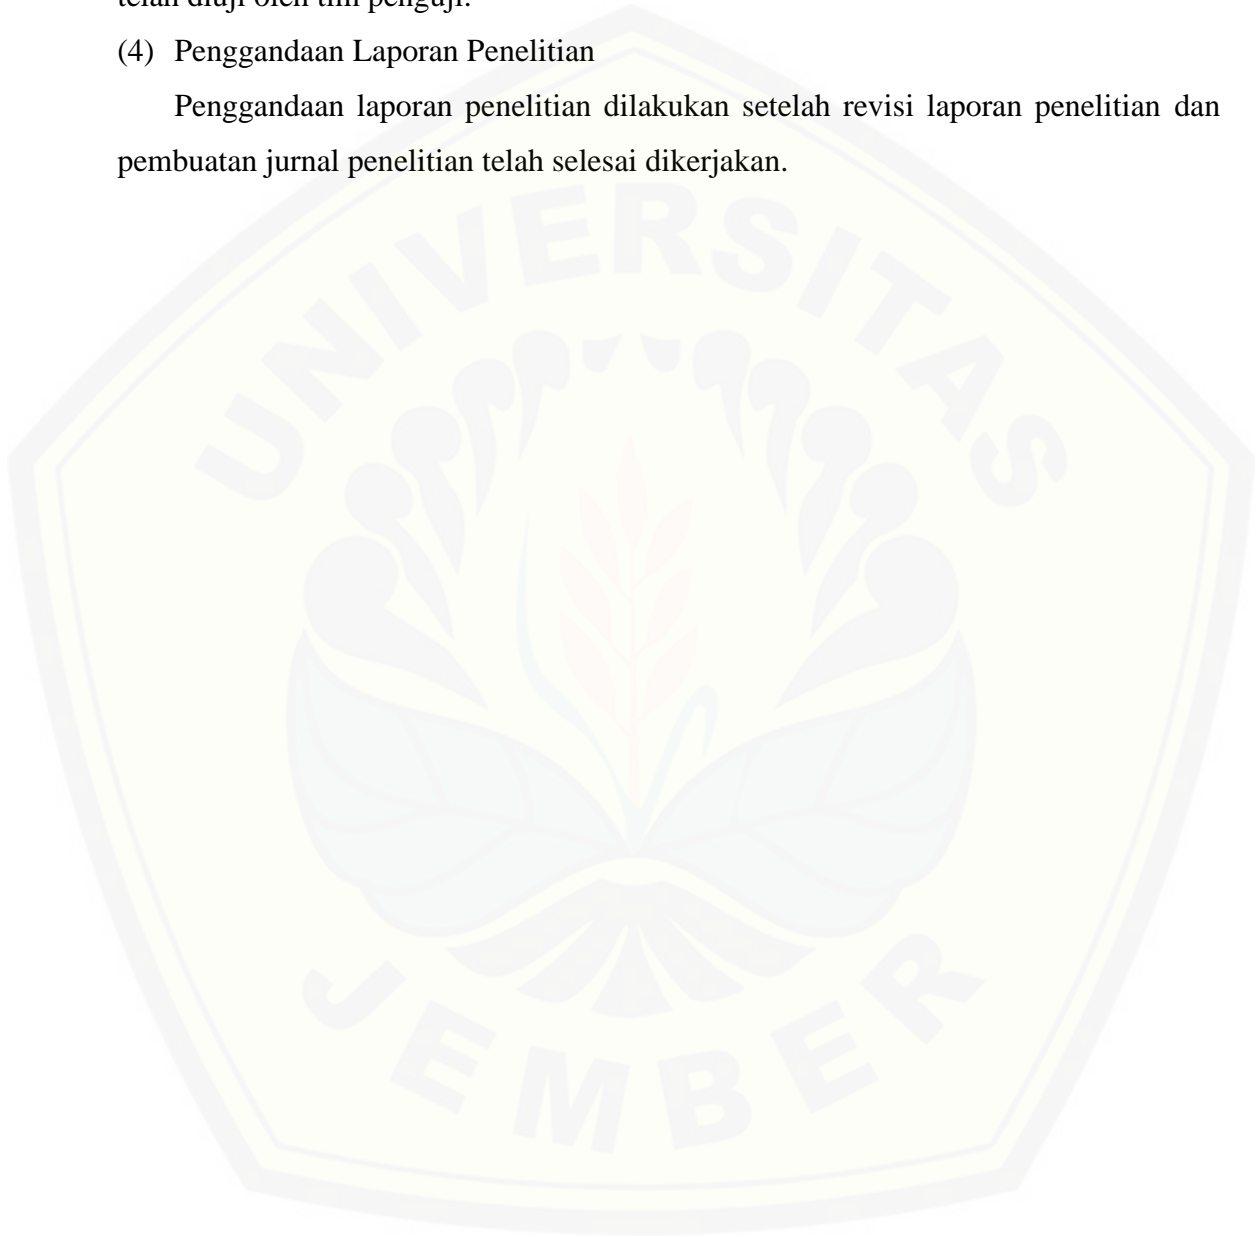 telah diuji oleh tim penguji.
(4) Penggandaan Laporan Penelitian
Penggandaan laporan penelitian dilakukan setelah revisi laporan penelitian dan
pembuatan jurnal penelitian telah selesai dikerjakan.
UNIVERSITAS
JEMBER